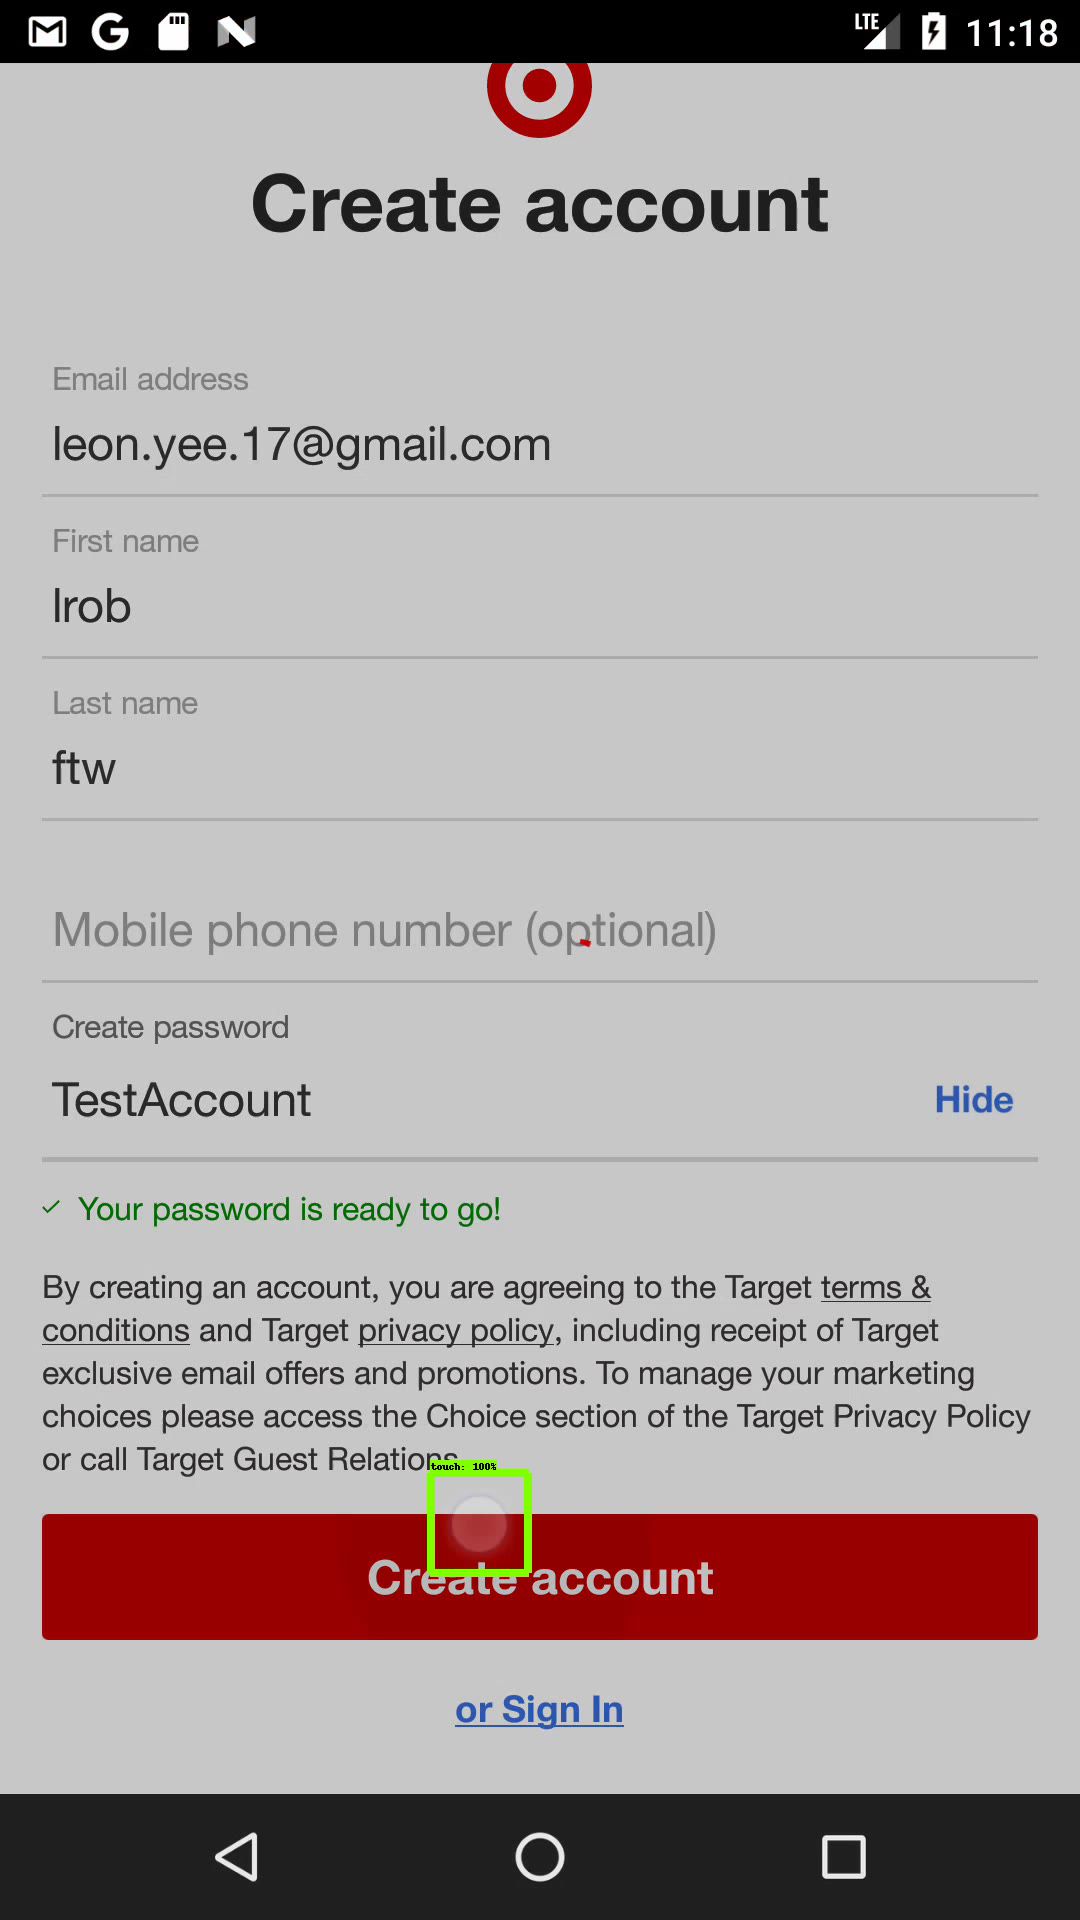 LTE 11:18
Create account
Email address
leon.yee.17@gmail.com
First name
lrob
Last name
ftw
Mobile phone number (optional)
Create password
TestAccount
Hide
Your password is ready to go!
By creating an account, you are agreeing to the Target terms &
conditions and Target privacy policy, including receipt of Target
exclusive email offers and promotions. To manage your marketing
choices please access the Choice section of the Target Privacy Policy
or call Target Guest Relations.
touch: 100%
Create account
or Sign In